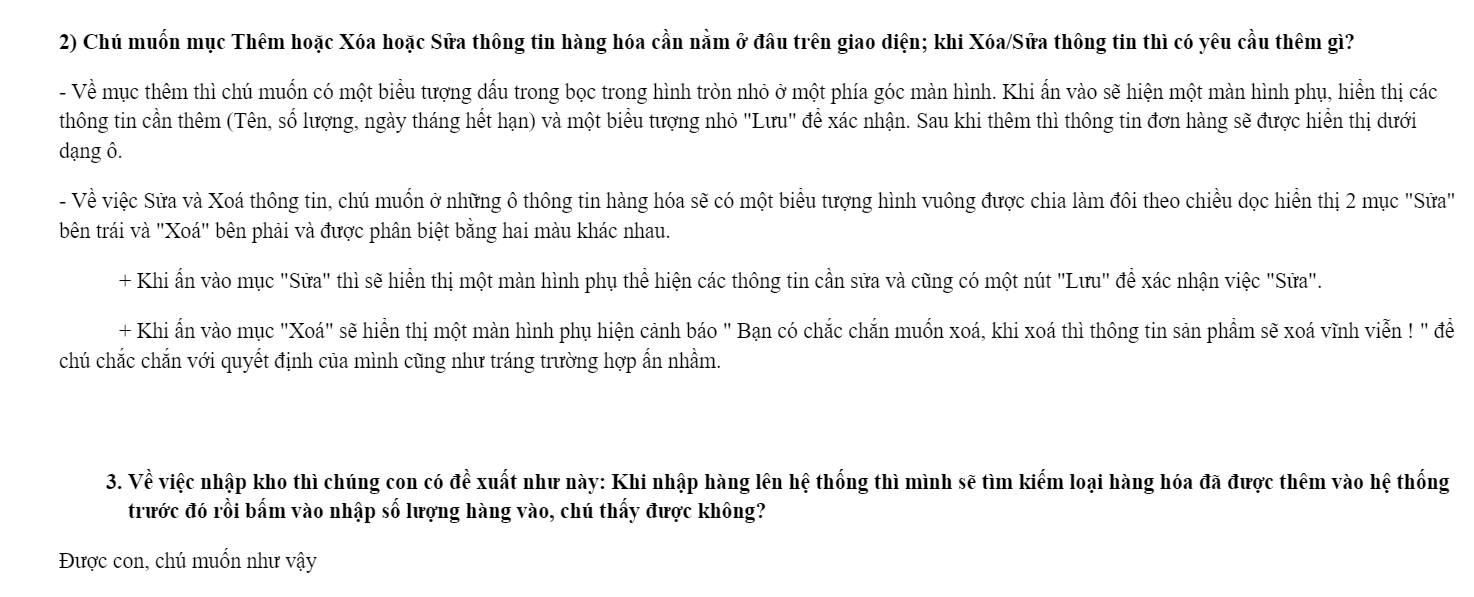 2) Chú muốn mục Thêm hoặc Xóa hoặc Sửa thông tin hàng hóa cần nằm ở đâu trên giao diện; khi Xóa/Sửa thông tin thì có yêu cầu thêm gì?
- Về mục thêm thì chú muốn có một biểu tượng dấu trong bọc trong hình tròn nhỏ ở một phía góc màn hình. Khi ấn vào sẽ hiện một màn hình phụ, hiển thị các
thông tin cần thêm (Tên, số lượng, ngày tháng hết hạn) và một biểu tượng nhỏ "Lưu" để xác nhận. Sau khi thêm thì thông tin đơn hàng sẽ được hiển thị dưới
dạng ô.
- Về việc Sửa và Xoá thông tin, chú muốn ở những ô thông tin hàng hóa sẽ có một biểu tượng hình vuông được chia làm đôi theo chiều dọc hiển thị 2 mục "Sửa"
bên trái và "Xoá" bên phải và được phân biệt bằng hai màu khác nhau.
+ Khi ấn vào mục "Sửa" thì sẽ hiển thị một màn hình phụ thể hiện các thông tin cần sửa và cũng có một nút "Lưu" để xác nhận việc "Sửa".
+ Khi ấn vào mục "Xoá" sẽ hiển thị một màn hình phụ hiện cảnh báo " Bạn có chắc chắn muốn xoá, khi xoá thì thông tin sản phẩm sẽ xoá vĩnh viễn ! " để
chú chắc chắn với quyết định của mình cũng như tráng trường hợp ấn nhầm.
3. Về việc nhập kho thì chúng con có đề xuất như này: Khi nhập hàng lên hệ thống thì mình sẽ tìm kiếm loại hàng hóa đã được thêm vào hệ thống
trước đó rồi bấm vào nhập số lượng hàng vào, chú thấy được không?
Được con, chú muốn như vậy